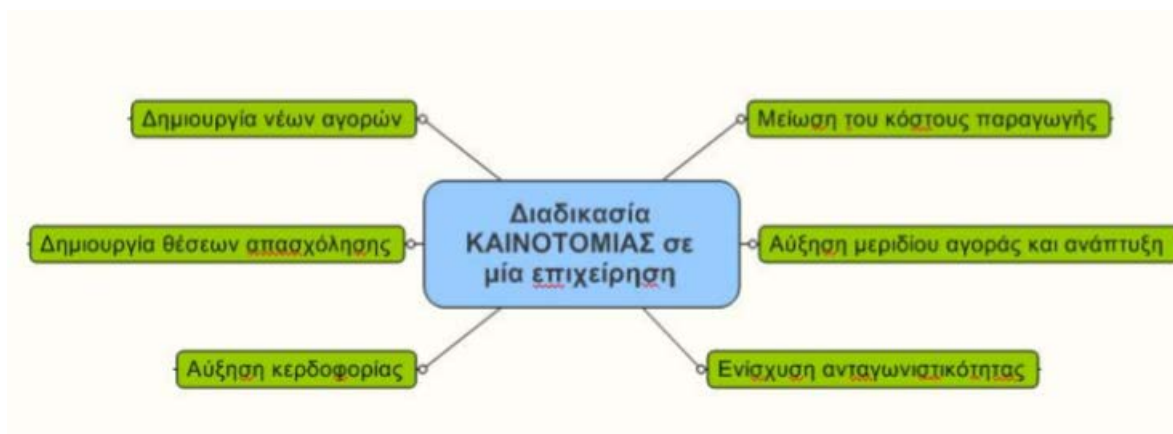 Δημιουργία νέων αγορών
Μείωση του κόστους παραγωγής
Διαδικασία
ΚΑΙΝΟΤΟΜΙΑΣ σε
μία επιχείρηση
Δημιουργία θέσεων απασχόλησης
Αύξηση μεριδίου αγοράς και ανάπτυξη
Αύξηση κερδοφορίας
Ενίσχυση ανταγωνιστικότητας